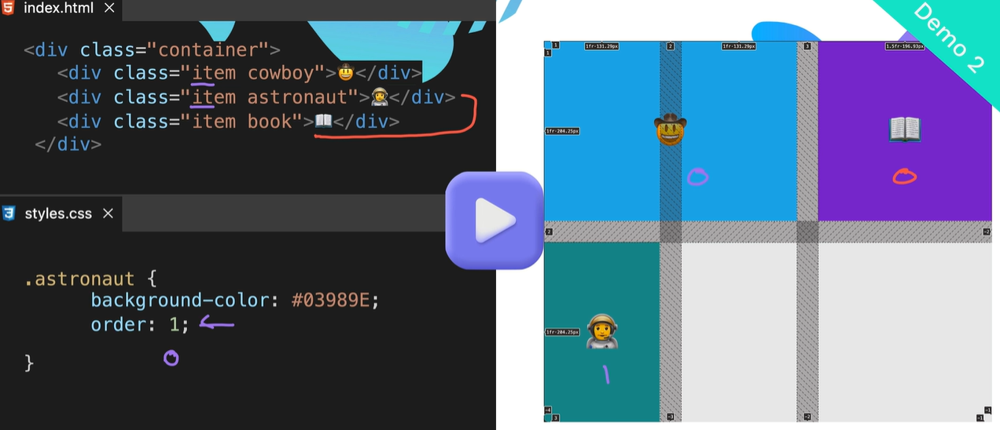 index.html
<div class="container">
<div class="item cowboy">🤠</div>
<div class="item astronaut">🧑‍🚀</div>
<div class="item book">📖</div>
</div>
styles.css
.astronaut {
background-color: #03989E;
order: 1;
0
}
Demo 2
1
1fr·131.29px
2
1fr·131.29px
3
1.5fr·196.93px
1
1fr·204.25px
0
0
2
-2
1fr·204.25px
1
-4
3
-3
-2
-1
-1